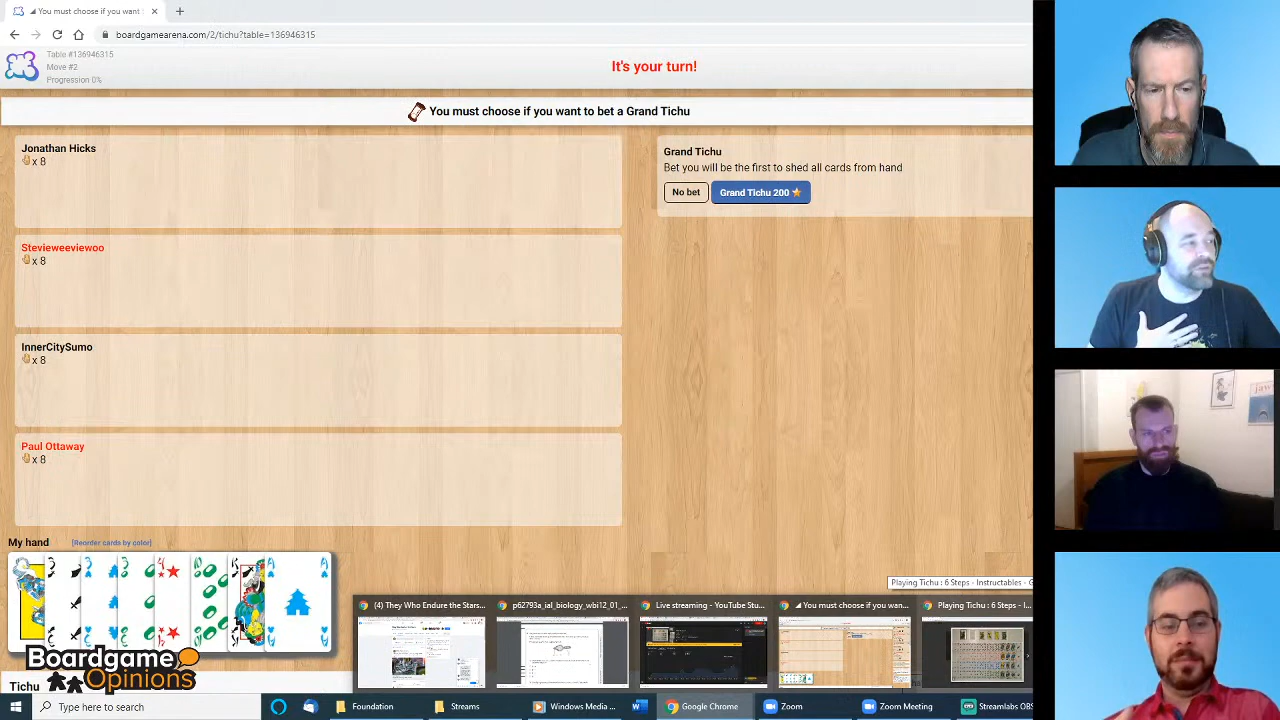 ◢ You must choose if you want
boardgamearena.com/2/tichu?table=136946315
Table #136946315
Move #2
Progression 0%
It's your turn!
You must choose if you want to bet a Grand Tichu
Jonathan Hicks
x 8
Stevieweeviewoo
x 8
InnerCitySumo
x 8
Paul Ottaway
x 8
Grand Tichu
Bet you will be the first to shed all cards from hand
No bet
Grand Tichu 200
My hand
[Reorder cards by color]
Playing Tichu : 6 Steps - Instructables - G
(4) They Who Endure the Stars...
p62793a_ial_biology_wbi12_01_...
Live streaming - YouTube Stu...
◢ You must choose if you wan...
Playing Tichu : 6 Steps - I...
Boardgame
Opinions
Tichu
Type here to search
Foundation
Streams
Windows Media ...
Google Chrome
Zoom
Zoom Meeting
Streamlabs OBS